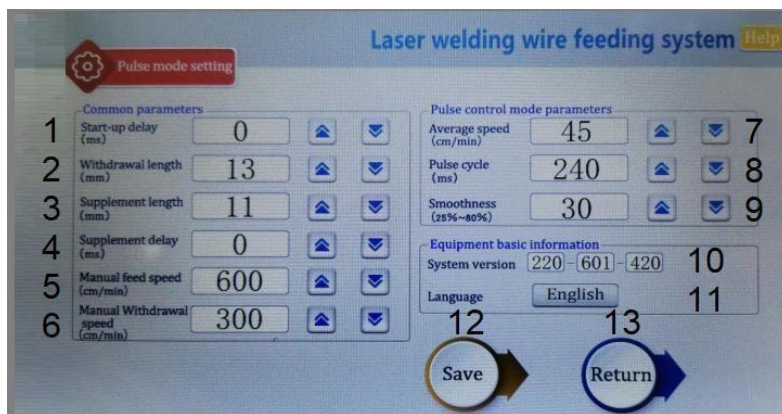 Laser welding wire feeding system Help
Pulse mode setting
Common parameters
1 Start-up delay (ms) 0
2 Withdrawal length (mm) 13
3 Supplement length (mm) 11
4 Supplement delay (ms) 0
5 Manual feed speed (cm/min) 600
6 Manual Withdrawal speed (cm/min) 300
Pulse control mode parameters
Average speed (cm/min) 45 7
Pulse cycle (ms) 240 8
Smoothness (25%~80%) 30 9
Equipment basic information
System version 220-601-420 10
Language English 11
12 13
Save Return